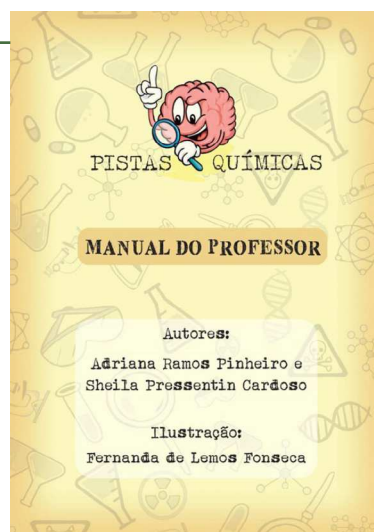 PISTAS QUÍMICAS
MANUAL DO PROFESSOR
Autores:
Adriana Ramos Pinheiro e
Sheila Pressentin Cardoso
Ilustração:
Fernanda de Lemos Fonseca